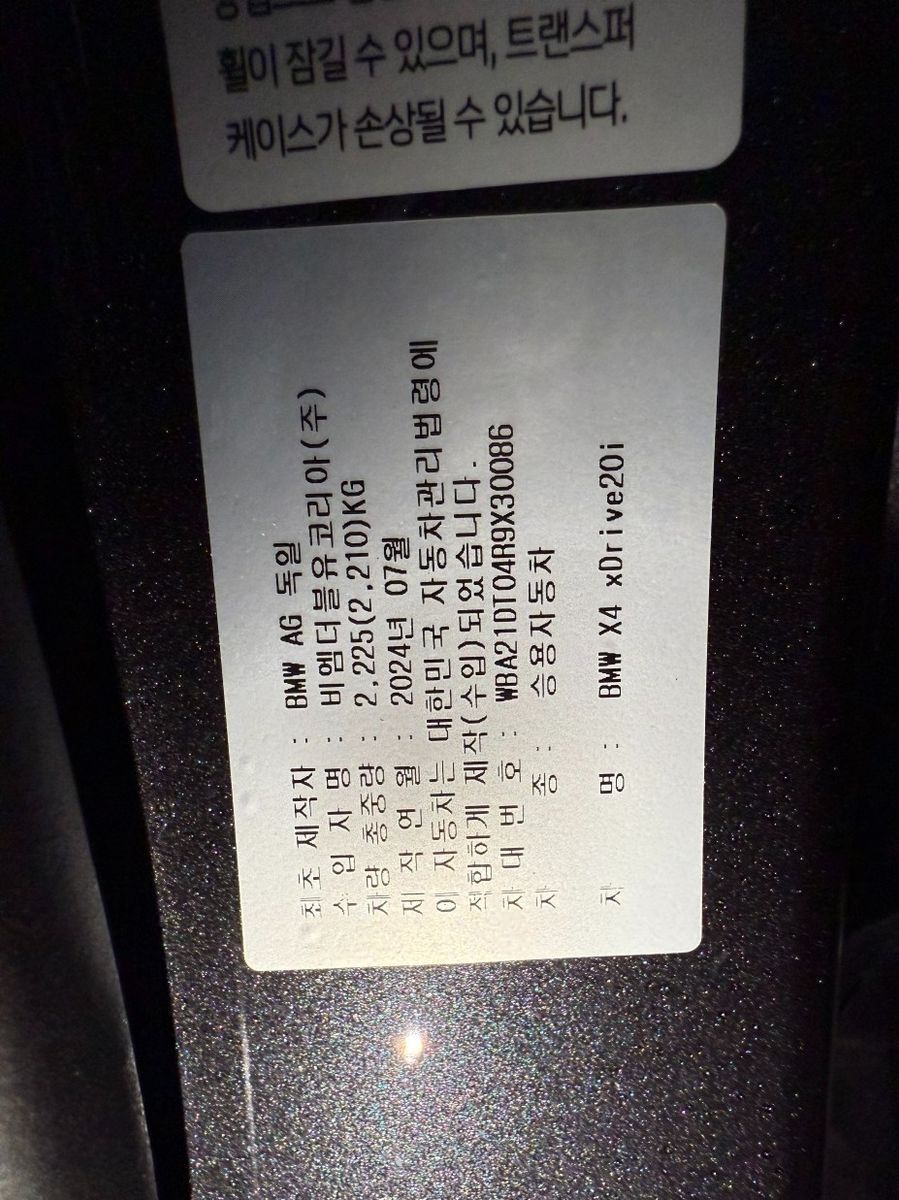 휠이 잠길 수 있으며, 트랜스퍼
케이스가 손상될 수 있습니다.
최초 제작자 : BMW AG 독일
수 입 자 명 : 비엠더블유코리아(주)
차량 총중량 : 2,225(2,210)KG
제 작 연 월 : 2024년 07월
이 자동차는 대한민국 자동차관리법령에
적합하게 제작(수입)되었습니다.
차 대 번 호 : WBA21DT04R9X30086
차 종 : 승용자동차
차 명 : BMW X4 xDrive20i